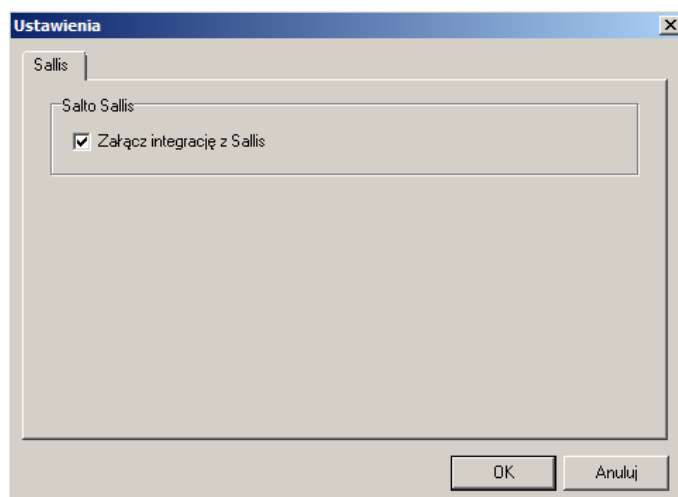 Ustawienia
Sallis
Salto Sallis
Załącz integrację z Sallis
OK
Anuluj